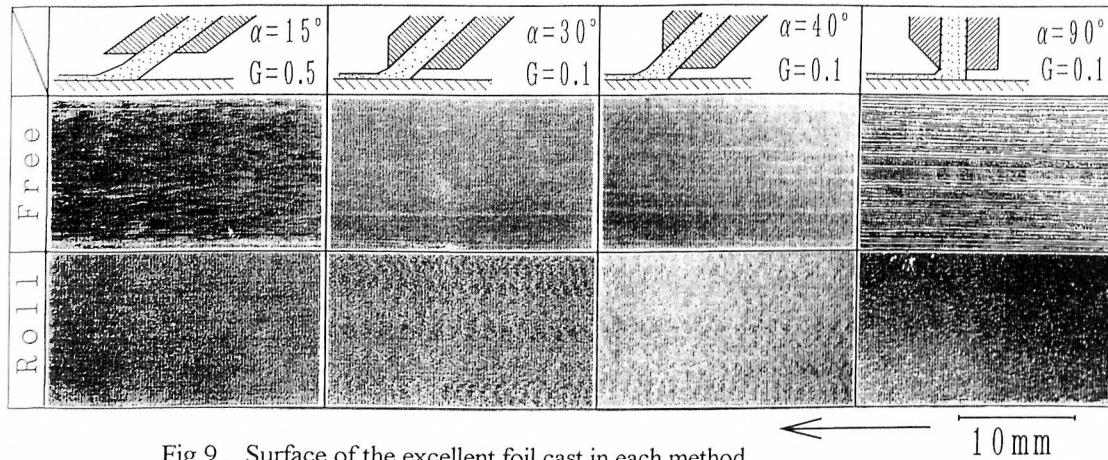 α=15°
G=0.5
α=30°
G=0.1
α=40°
G=0.1
α=90°
G=0.1
Free
Roll
10mm
Fig 9. Surface of the excellent foil cast in each method